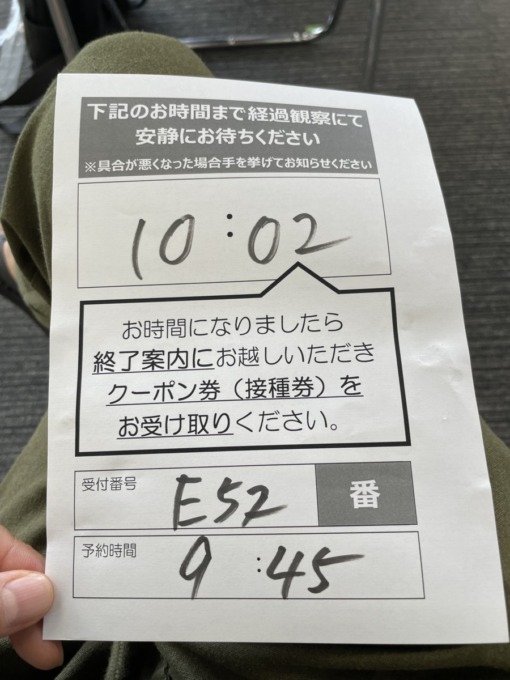 下記のお時間まで経過観察にて
安静にお待ちください
※具合が悪くなった場合手を挙げてお知らせください
10:02
お時間になりましたら
終了案内にお越しいただき
クーポン券（接種券）を
お受け取りください。
受付番号 E52 番
予約時間 9:45